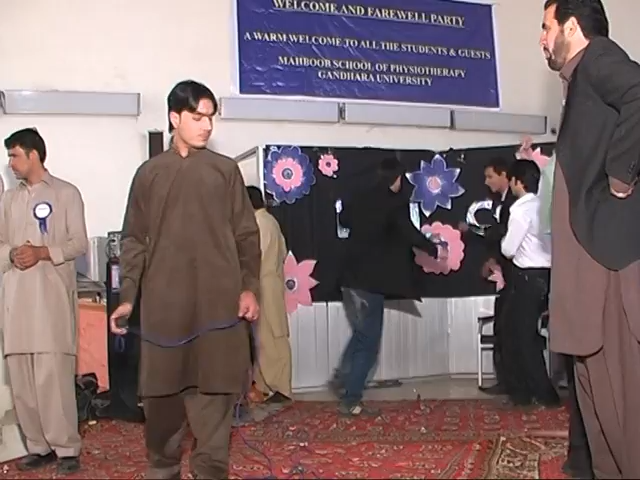 WELCOME AND FAREWELL PARTY
A WARM WELCOME TO ALL THE STUDENTS & GUESTS
MAHBOOB SCHOOL OF PHYSIOTHERAPY
GANDHARA UNIVERSITY